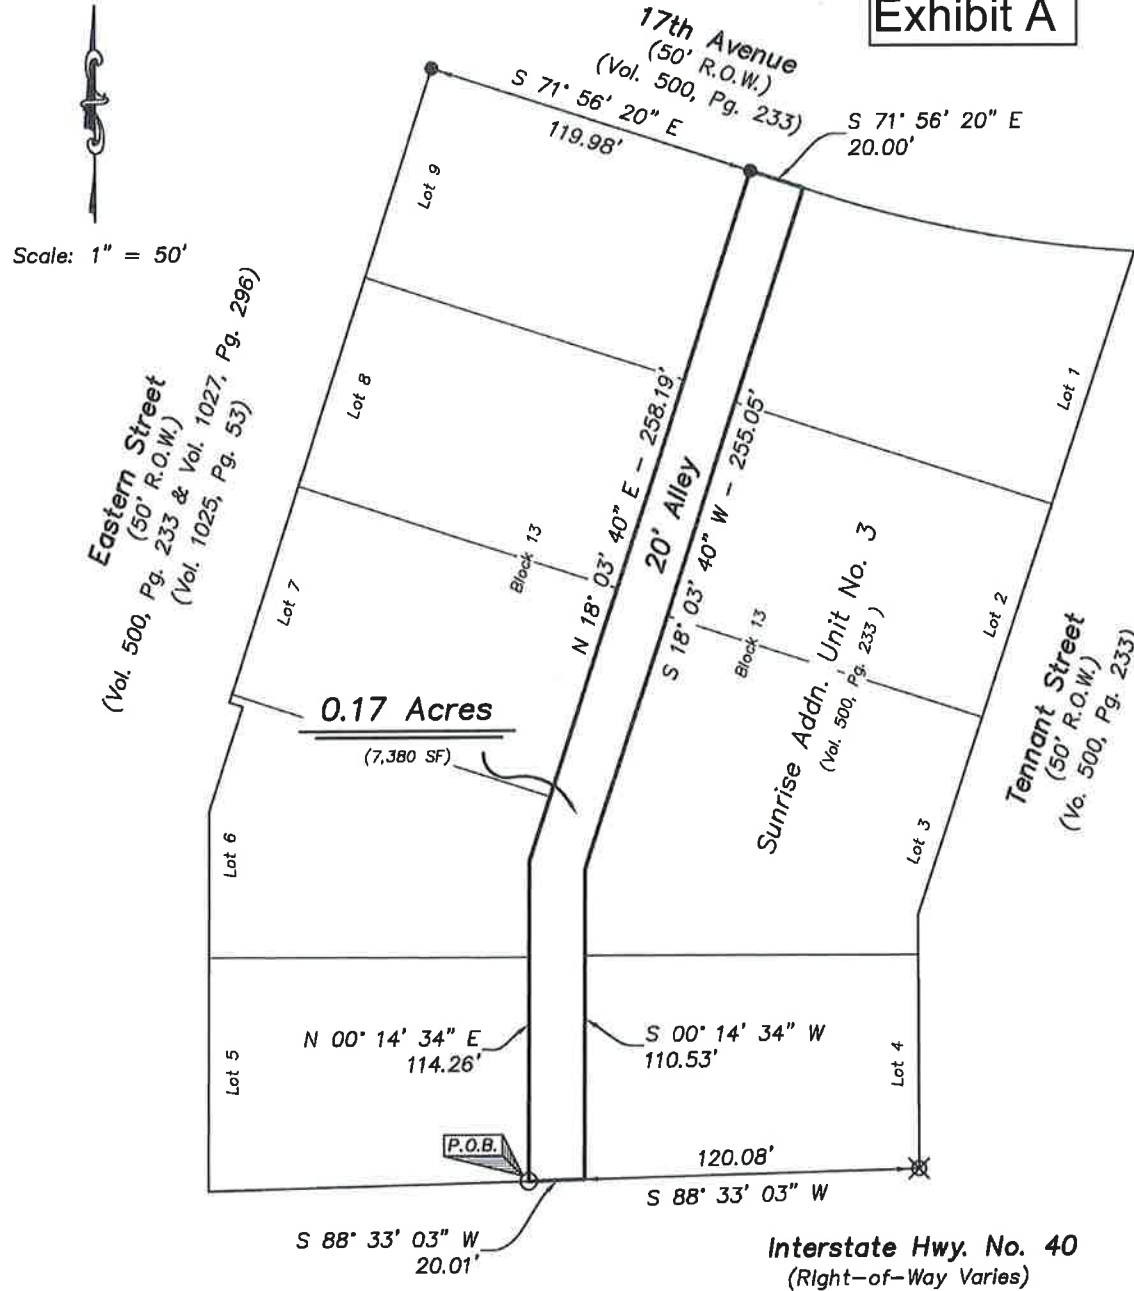 Exhibit A
17th Avenue
(50' R.O.W.)
(Vol. 500, Pg. 233)
S 71° 56' 20" E
119.98'
S 71° 56' 20" E
20.00'
Scale: 1" = 50'
Lot 9
Lot 8
Lot 7
Lot 6
Lot 5
Eastern Street
(50' R.O.W.)
(Vol. 500, Pg. 233 & Vol. 1027, Pg. 296)
(Vol. 1025, Pg. 53)
Block 13
N 18° 03' 40" E - 258.19'
20' Alley
S 18° 03' 40" W - 255.05'
Block 13
Sunrise Addn. Unit No. 3
(Vol. 500, Pg. 233 )
Lot 1
Lot 2
Lot 3
Lot 4
Tennant Street
(50' R.O.W.)
(Vo. 500, Pg. 233)
0.17 Acres
(7,380 SF)
N 00° 14' 34" E
114.26'
S 00° 14' 34" W
110.53'
P.O.B.
120.08'
S 88° 33' 03" W
S 88° 33' 03" W
20.01'
Interstate Hwy. No. 40
(Right-of-Way Varies)